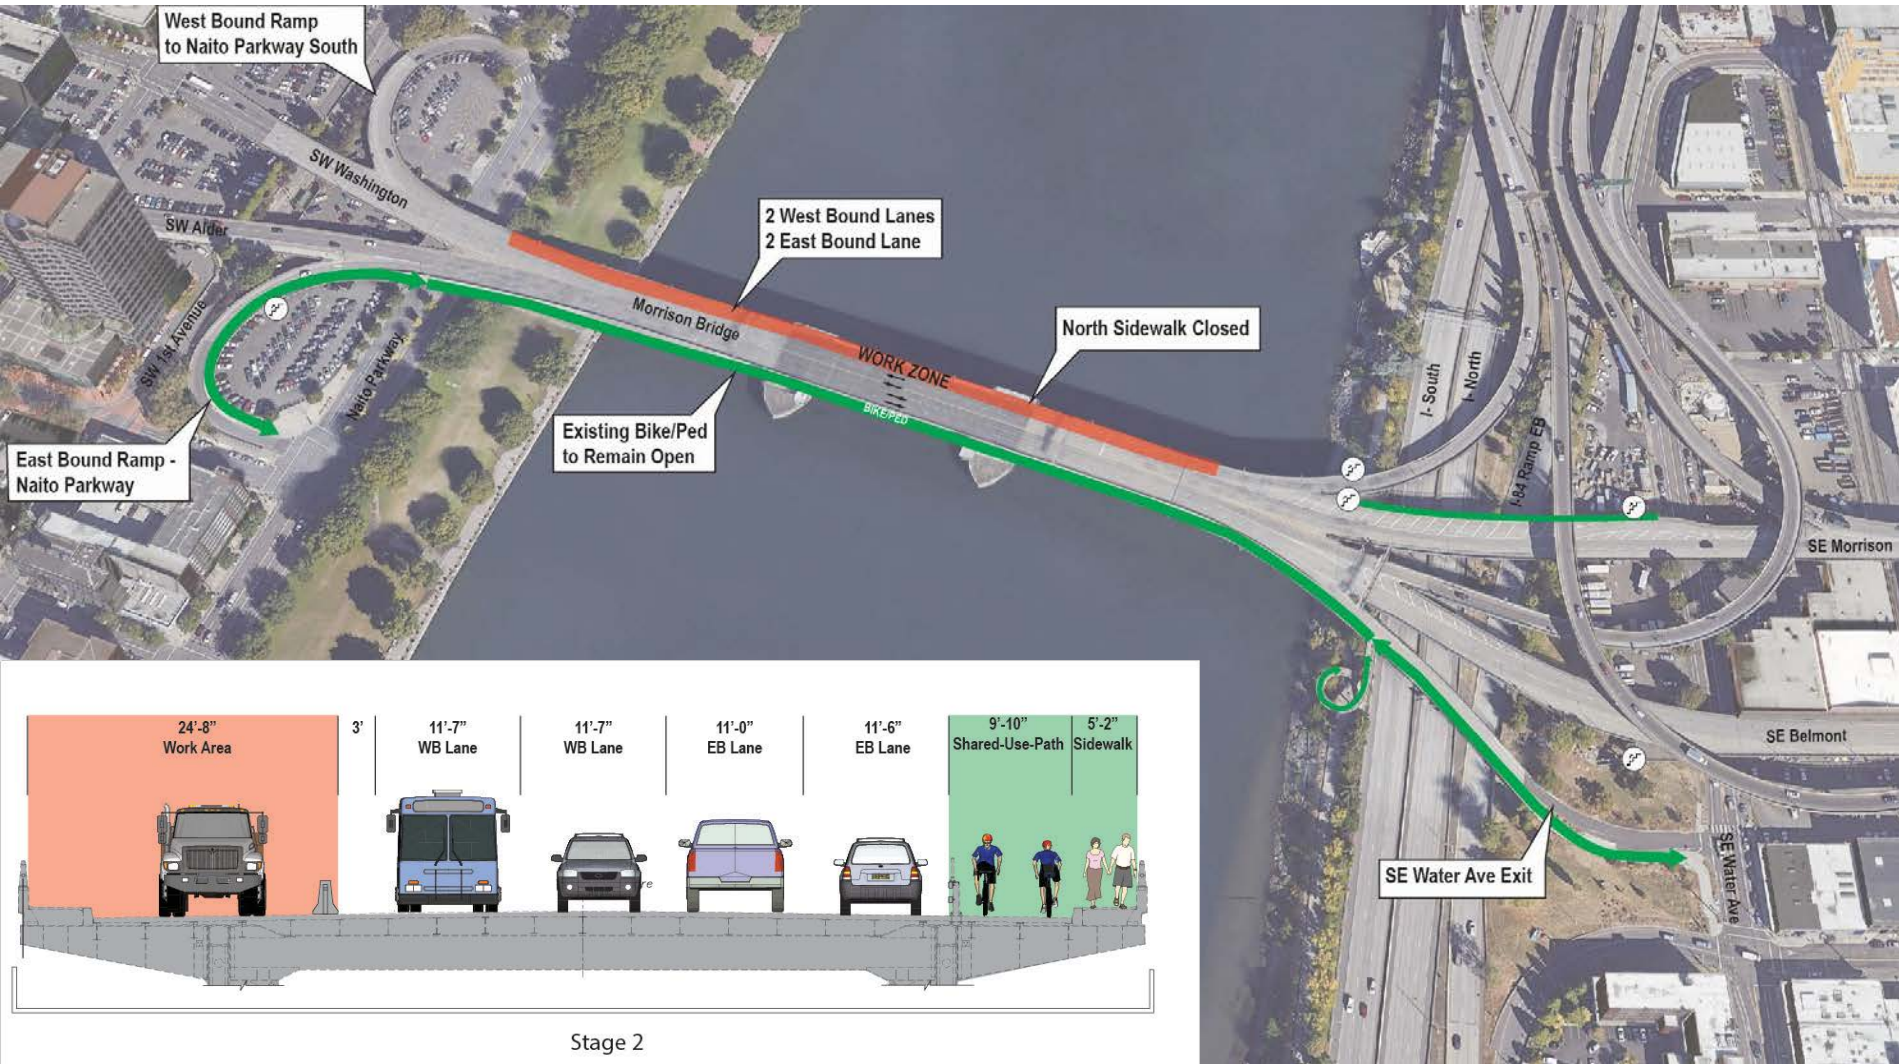 West Bound Ramp
to Naito Parkway South
SW Washington
SW Alder
2 West Bound Lanes
2 East Bound Lane
Morrison Bridge
WORK ZONE
BIKE/PED
North Sidewalk Closed
SW 1st Avenue
Naito Parkway
Existing Bike/Ped
to Remain Open
East Bound Ramp -
Naito Parkway
I- South
I- North
I-84 Ramp EB
SE Morrison
SE Belmont
SE Water Ave Exit
SE Water Ave
24'-8"
Work Area
3'
11'-7"
WB Lane
11'-7"
WB Lane
11'-0"
EB Lane
11'-6"
EB Lane
9'-10"
Shared-Use-Path
5'-2"
Sidewalk
re
Stage 2